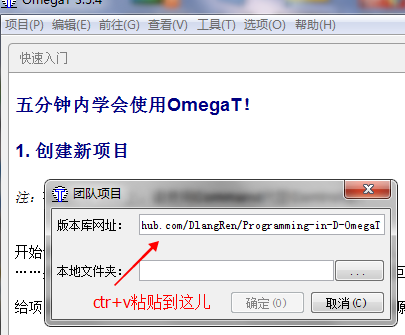 OmegaT 3.5.4
项目(P) 编辑(E) 前往(G) 查看(V) 工具(T) 选项(O) 帮助(H)
快速入门
五分钟内学会使用OmegaT!
1. 创建新项目
注:
团队项目
版本库网址: hub.com/DlangRen/Programming-in-D-OmegaT
开始
本地文件夹: ...
ctr+v粘贴到这儿
给项
确定(O) 取消(C)